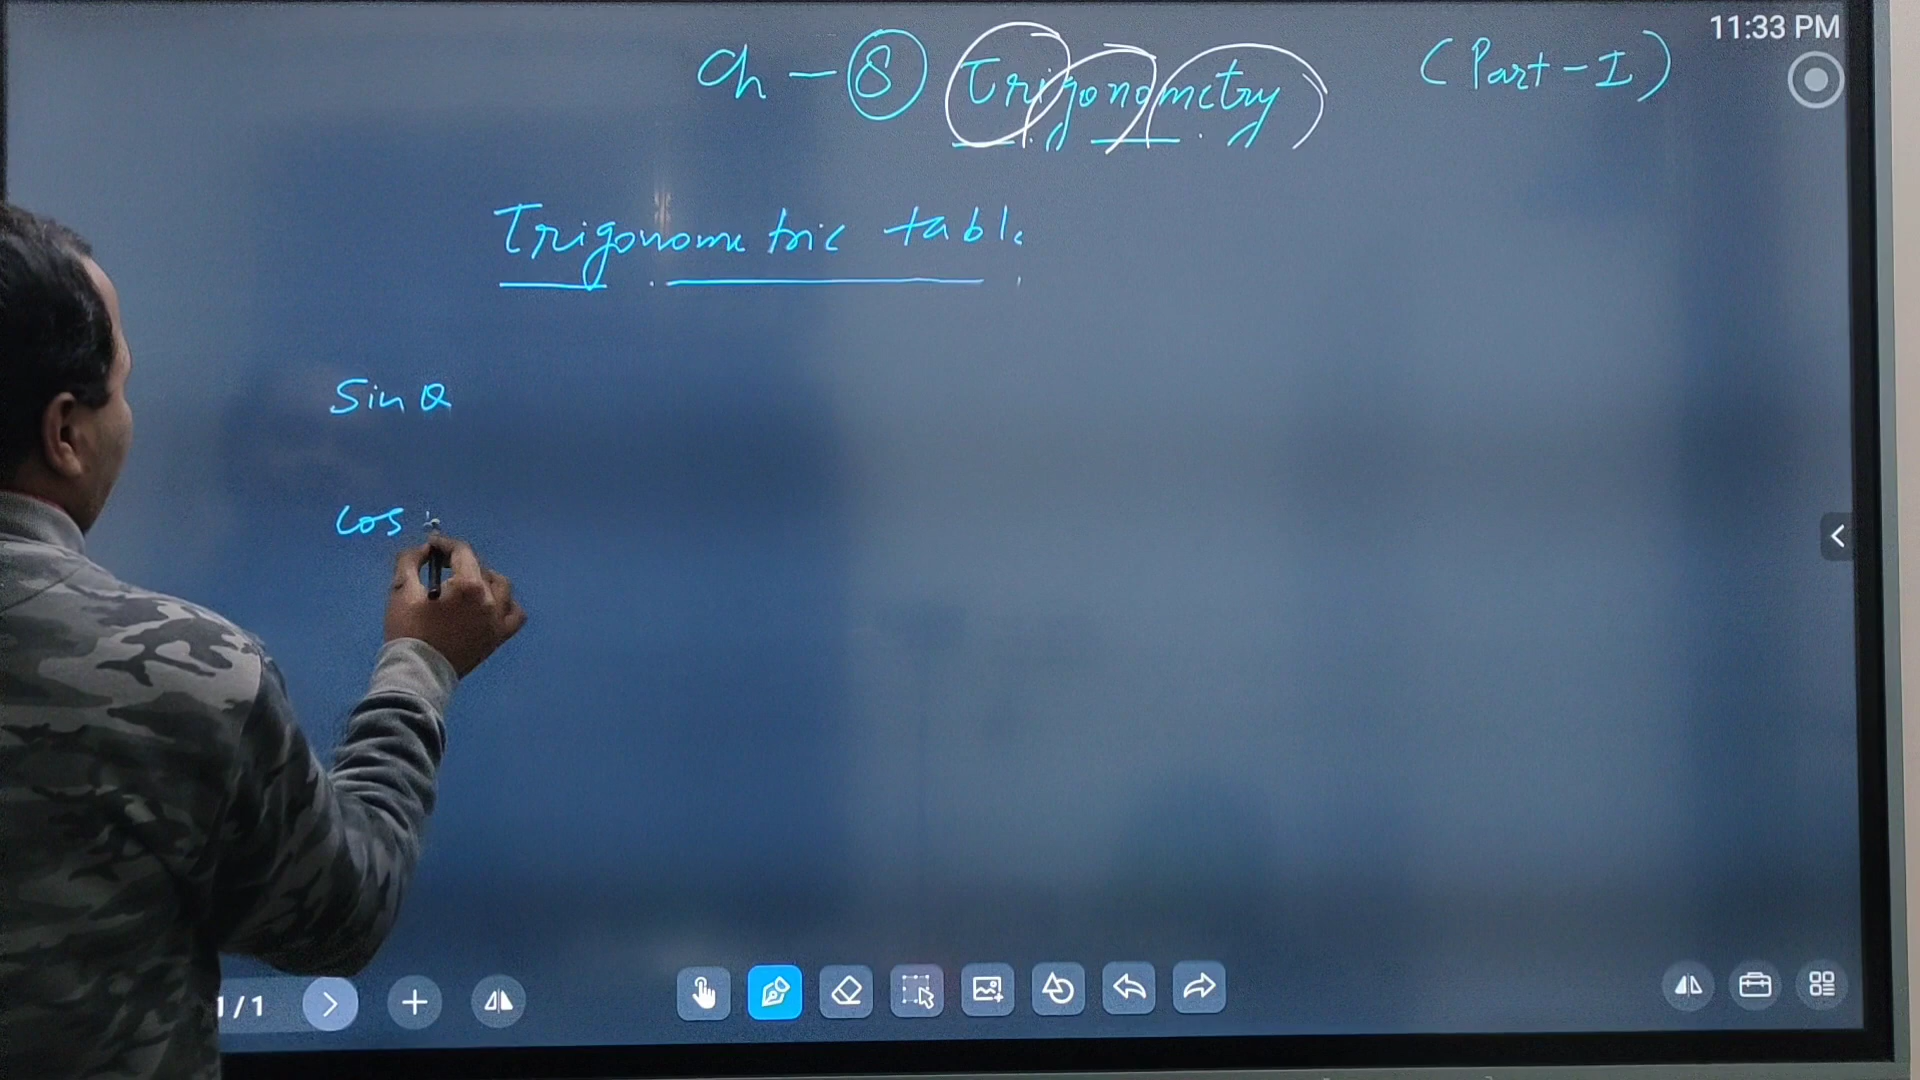 11:33 PM
Ch - 8 Trigonometry (Part - I)
Trigonometric table
Sin θ
Cos
1/1